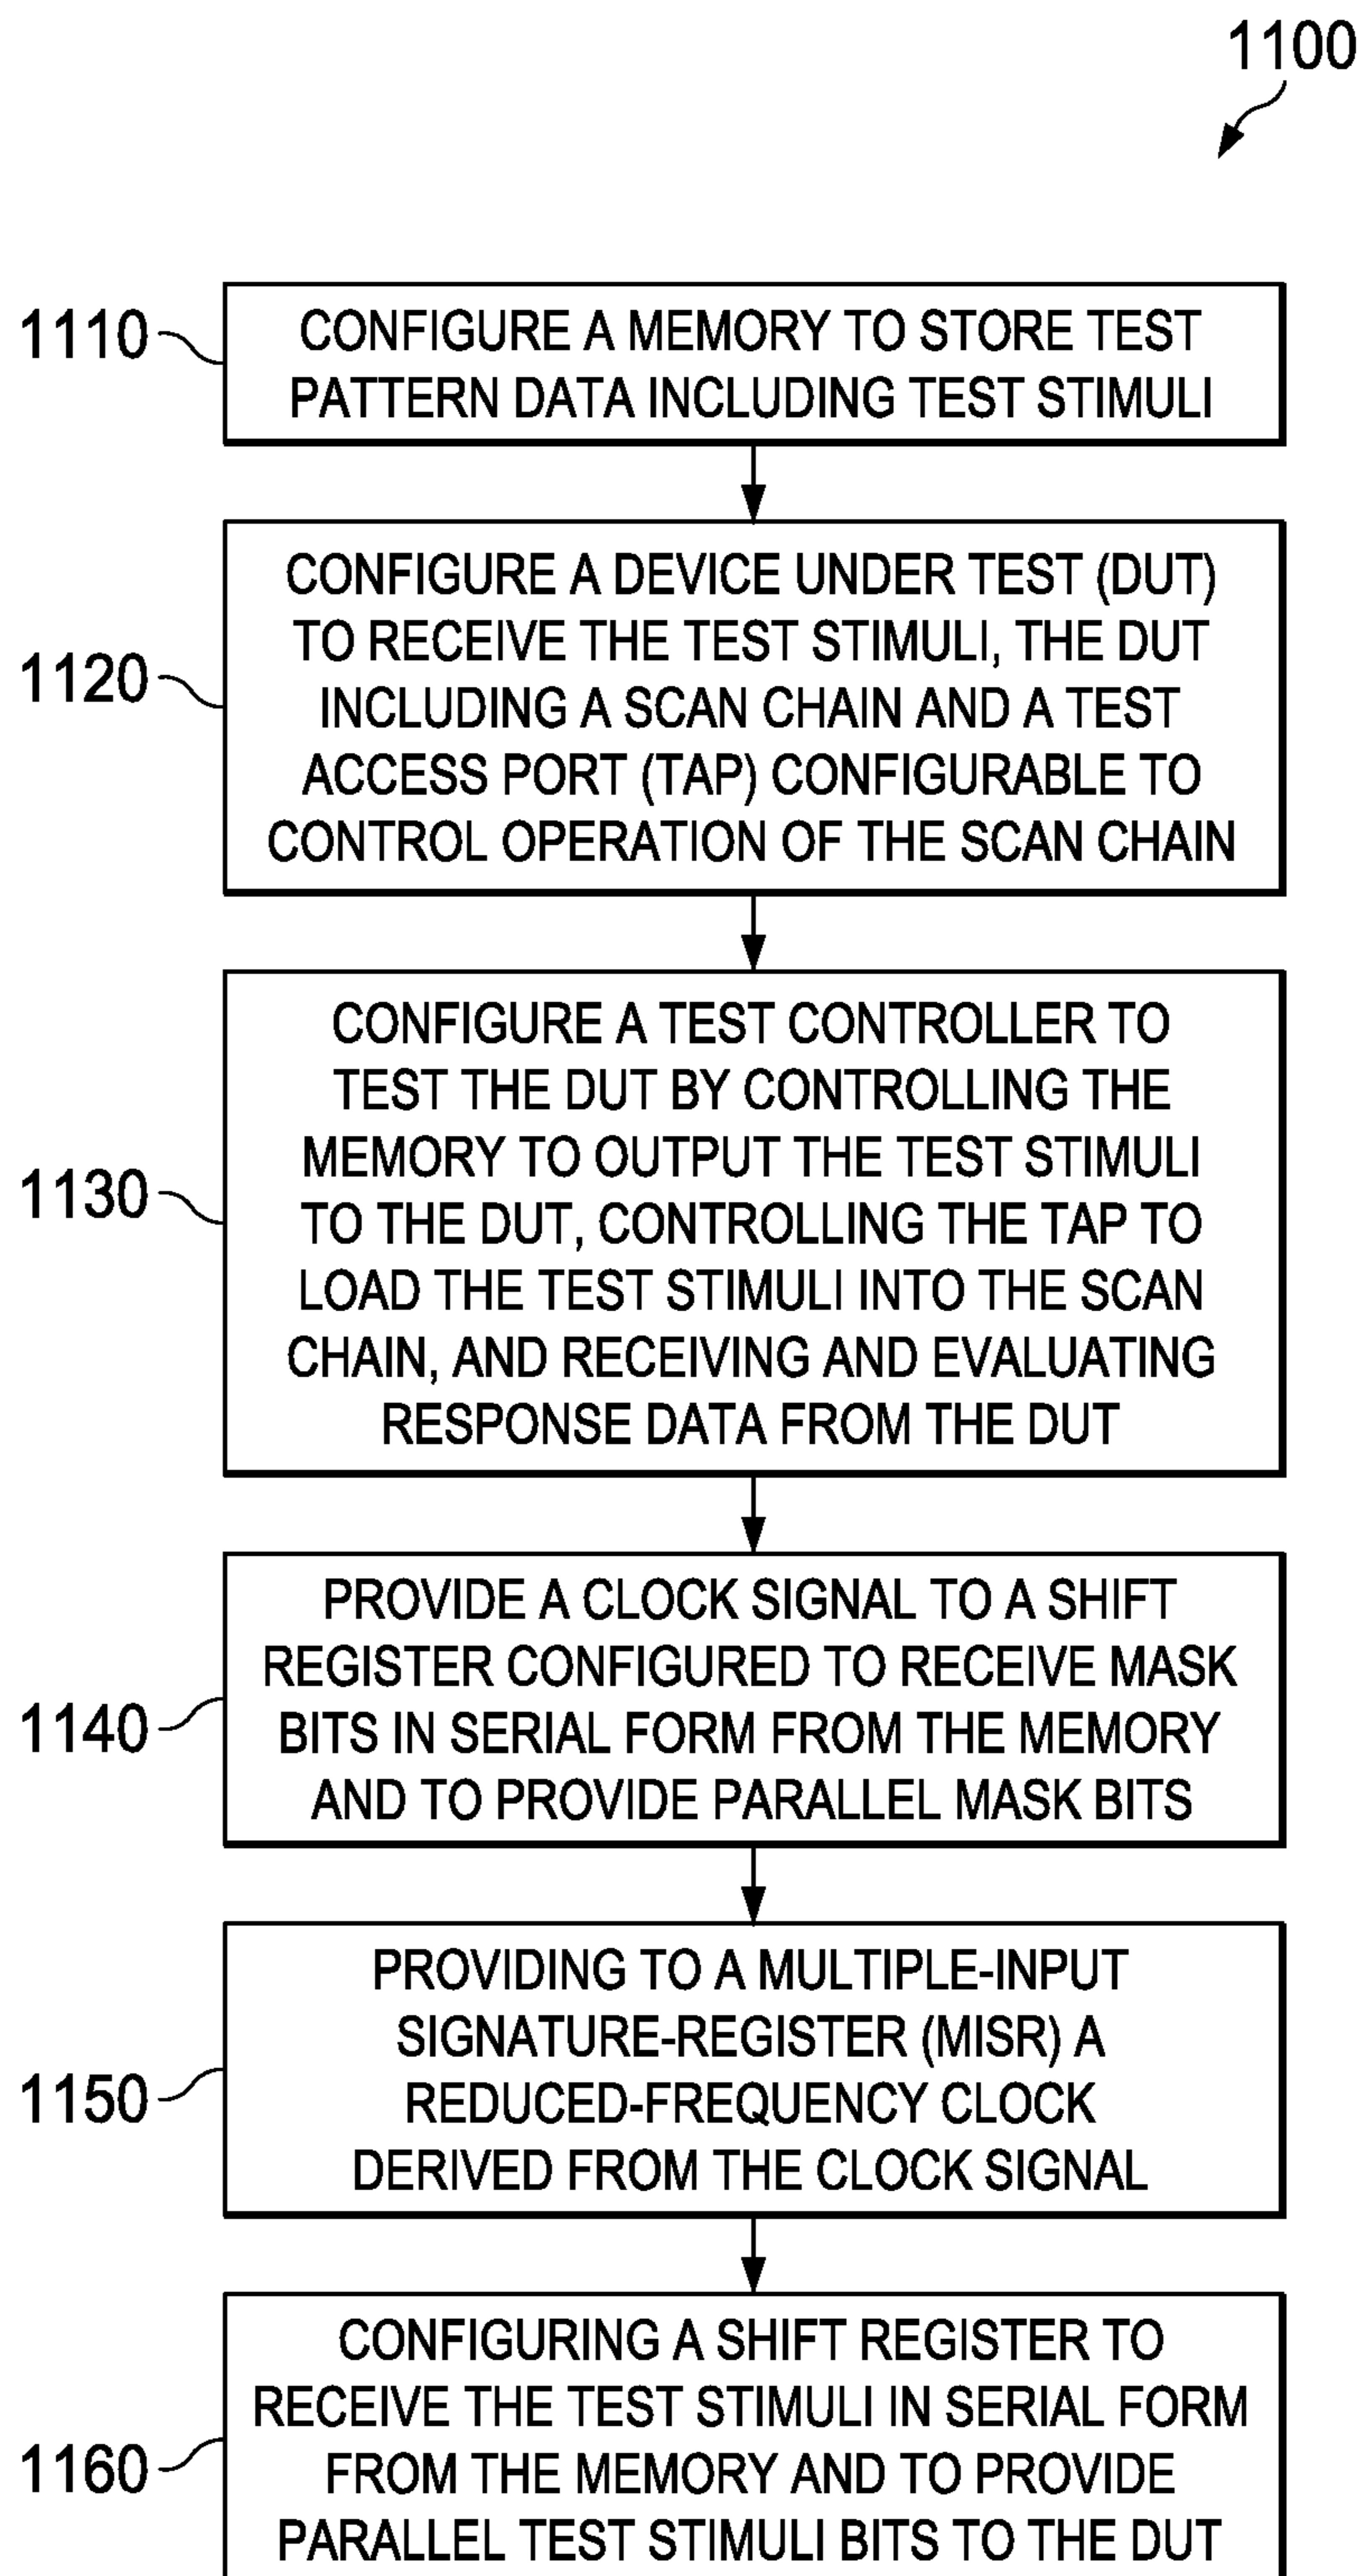 1100
1110
CONFIGURE A MEMORY TO STORE TEST
PATTERN DATA INCLUDING TEST STIMULI
1120
CONFIGURE A DEVICE UNDER TEST (DUT)
TO RECEIVE THE TEST STIMULI, THE DUT
INCLUDING A SCAN CHAIN AND A TEST
ACCESS PORT (TAP) CONFIGURABLE TO
CONTROL OPERATION OF THE SCAN CHAIN
1130
CONFIGURE A TEST CONTROLLER TO
TEST THE DUT BY CONTROLLING THE
MEMORY TO OUTPUT THE TEST STIMULI
TO THE DUT, CONTROLLING THE TAP TO
LOAD THE TEST STIMULI INTO THE SCAN
CHAIN, AND RECEIVING AND EVALUATING
RESPONSE DATA FROM THE DUT
1140
PROVIDE A CLOCK SIGNAL TO A SHIFT
REGISTER CONFIGURED TO RECEIVE MASK
BITS IN SERIAL FORM FROM THE MEMORY
AND TO PROVIDE PARALLEL MASK BITS
1150
PROVIDING TO A MULTIPLE-INPUT
SIGNATURE-REGISTER (MISR) A
REDUCED-FREQUENCY CLOCK
DERIVED FROM THE CLOCK SIGNAL
1160
CONFIGURING A SHIFT REGISTER TO
RECEIVE THE TEST STIMULI IN SERIAL FORM
FROM THE MEMORY AND TO PROVIDE
PARALLEL TEST STIMULI BITS TO THE DUT